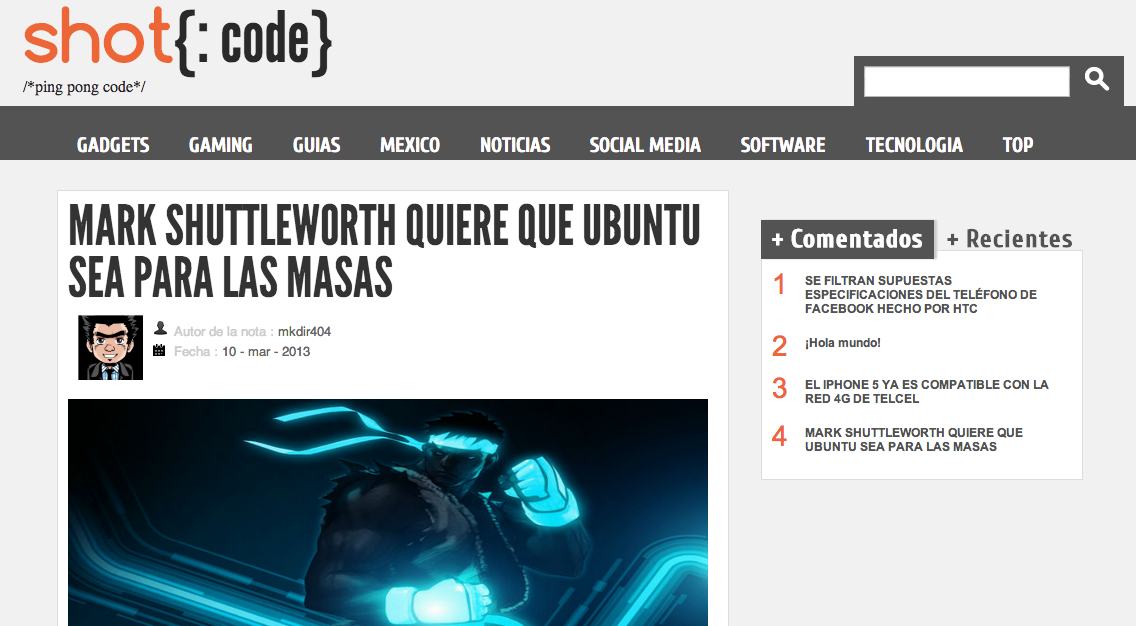 shot{: code}
/*ping pong code*/
GADGETS GAMING GUIAS MEXICO NOTICIAS SOCIAL MEDIA SOFTWARE TECNOLOGIA TOP
MARK SHUTTLEWORTH QUIERE QUE UBUNTU
SEA PARA LAS MASAS
Autor de la nota : mkdir404
Fecha : 10 - mar - 2013
+ Comentados + Recientes
1 SE FILTRAN SUPUESTAS
ESPECIFICACIONES DEL TELÉFONO DE
FACEBOOK HECHO POR HTC
2 ¡Hola mundo!
3 EL IPHONE 5 YA ES COMPATIBLE CON LA
RED 4G DE TELCEL
4 MARK SHUTTLEWORTH QUIERE QUE
UBUNTU SEA PARA LAS MASAS